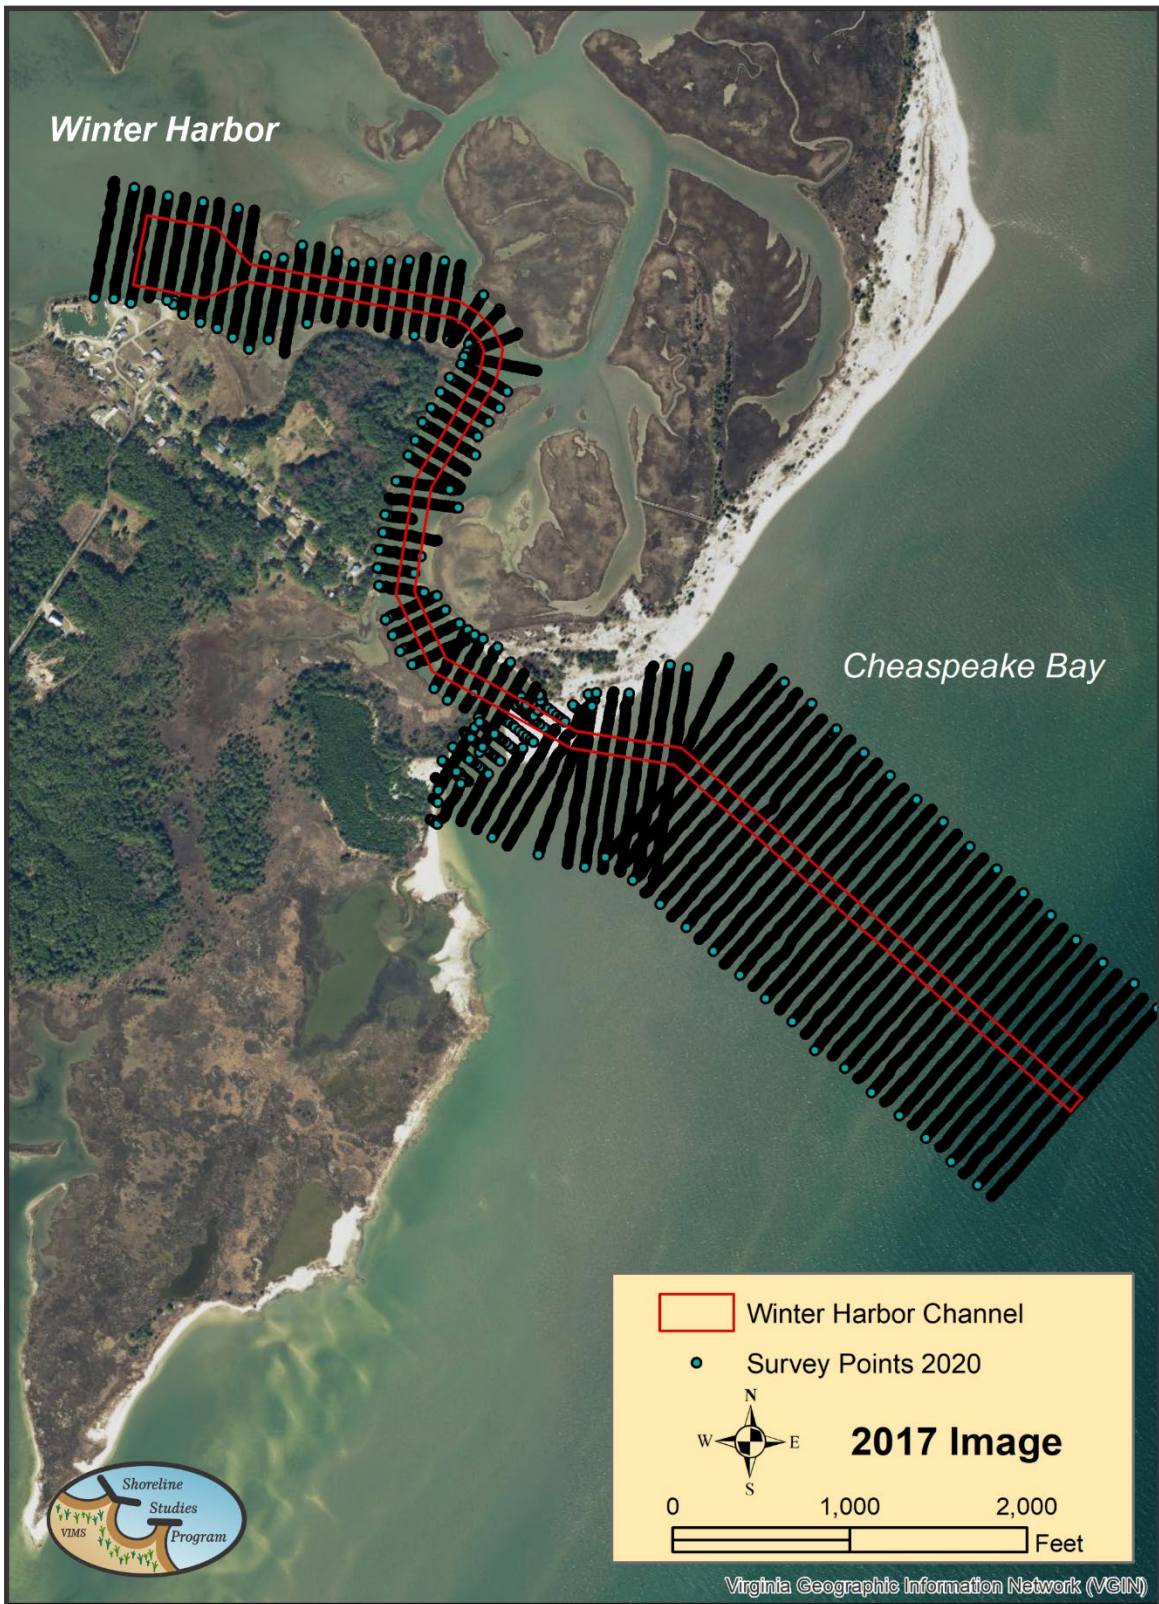 Winter Harbor
Cheaspeake Bay
Winter Harbor Channel
Survey Points 2020
N
W E
S
2017 Image
0 1,000 2,000
Feet
Shoreline
Studies
VIMS Program
Virginia Geographic Information Network (VGIN)